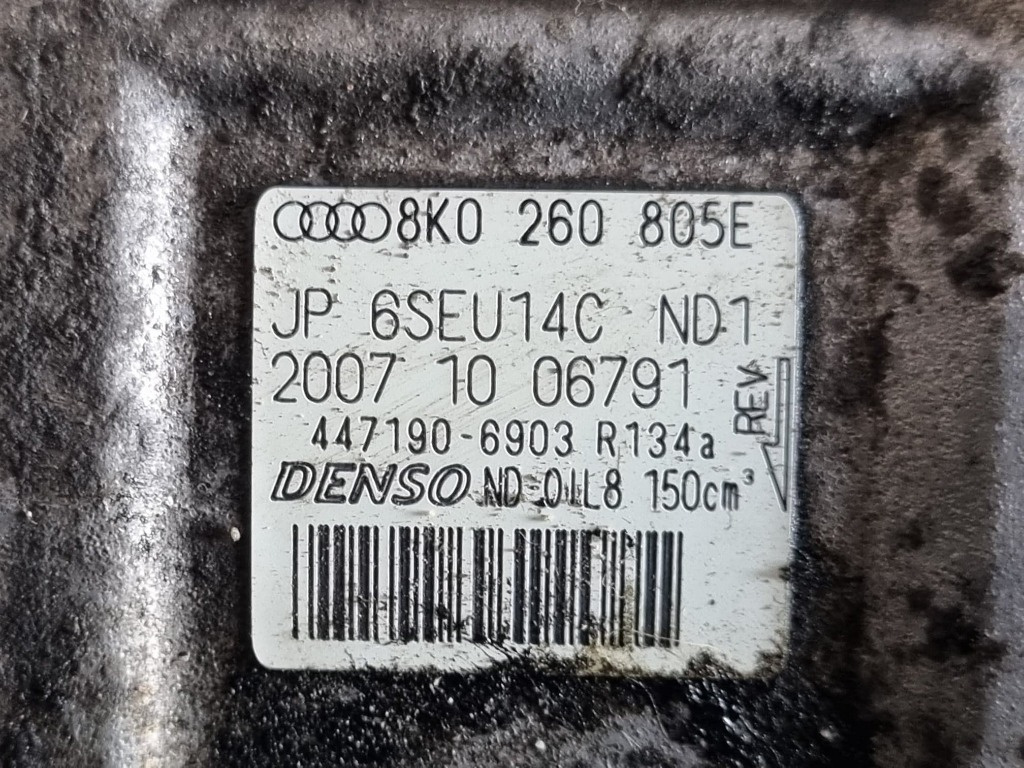 8K0 260 805E
JP 6SEU14C ND1
2007 10 06791
447190-6903 R134a
DENSO ND-OIL8 150cm³
REV